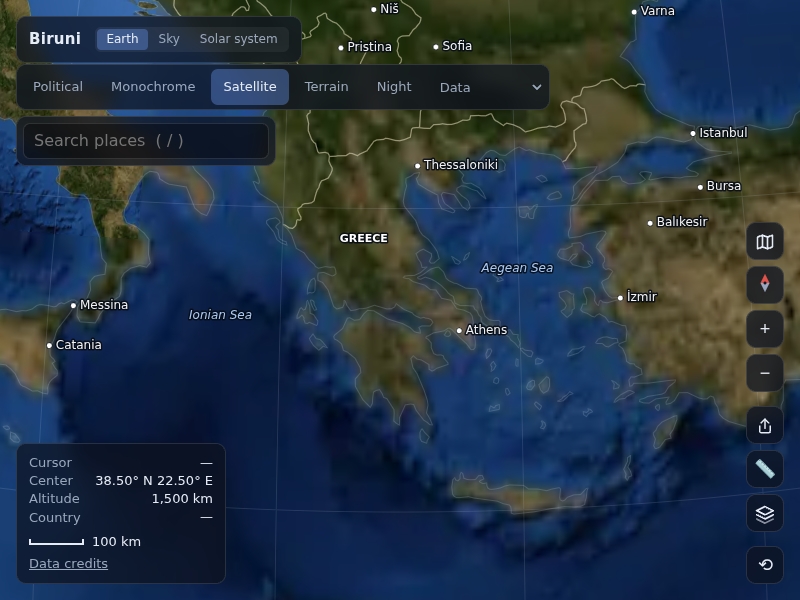 Biruni
Earth
Sky
Solar system
Political
Monochrome
Satellite
Terrain
Night
Data
Search places  ( / )
Niš
Varna
Pristina
Sofia
Istanbul
Thessaloniki
Bursa
Balıkesir
GREECE
Aegean Sea
İzmir
Messina
Ionian Sea
Athens
Catania
+
−
Cursor —
Center 38.50° N 22.50° E
Altitude 1,500 km
Country —
100 km
Data credits